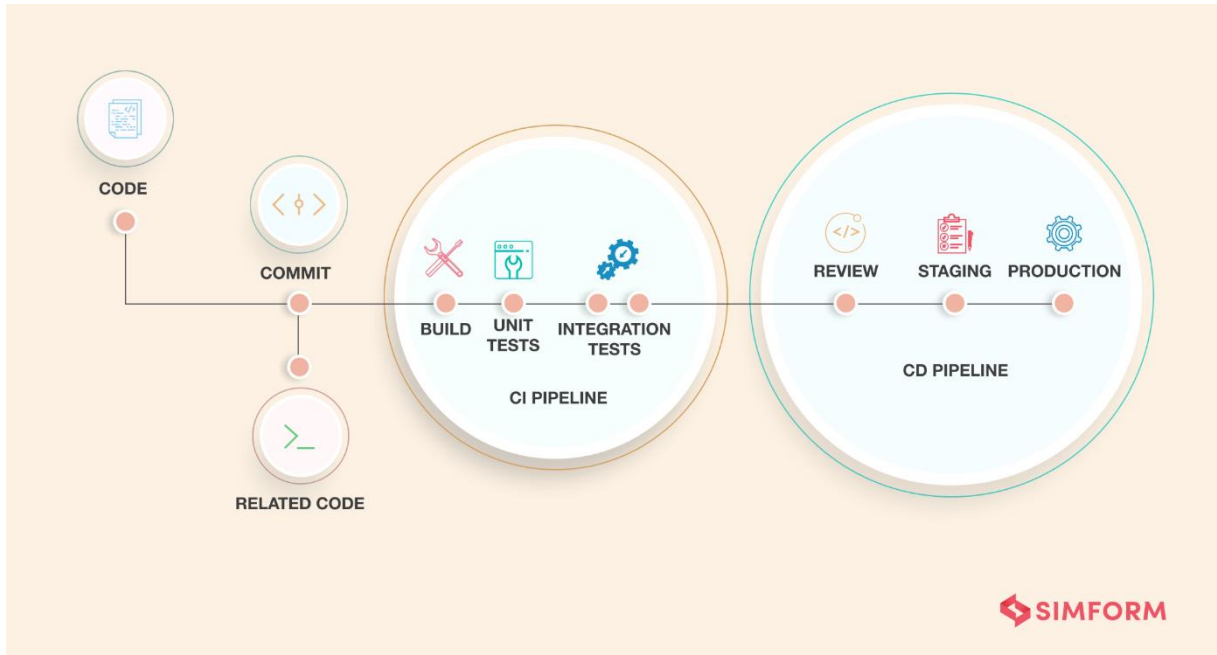 CODE
COMMIT
RELATED CODE
BUILD
UNIT
TESTS
INTEGRATION
TESTS
CI PIPELINE
REVIEW
STAGING
PRODUCTION
CD PIPELINE
SIMFORM